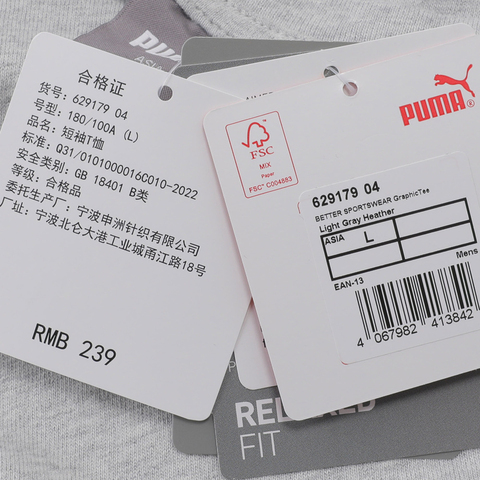 合格证
货号: 629179 04
号型: 180/100A (L)
品名: 短袖T恤
标准: Q31/0101000016C010-2022
安全类别: GB 18401 B类
等级: 合格品
委托生产厂: 宁波申洲针织有限公司
厂址: 宁波北仑大港工业城甬江路18号
RMB 239
PUMA
ASIA
PUMA®
FSC
MIX
Paper
FSC® C004883
629179 04
BETTER SPORTSWEAR GraphicTee
Light Gray Heather
ASIA L
Mens
EAN-13
4 067982 413842
RELAXED
FIT